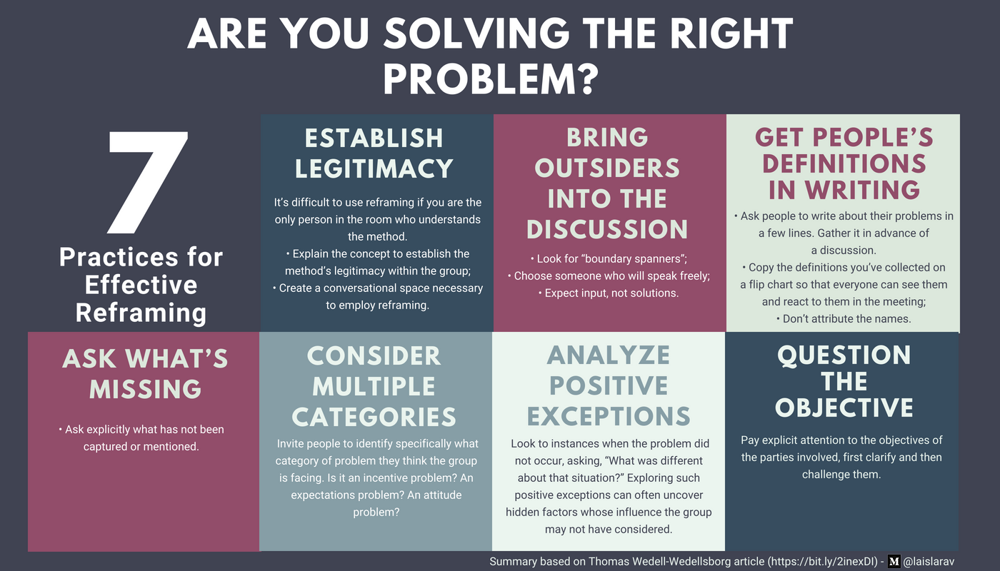 ARE YOU SOLVING THE RIGHT
PROBLEM?
7
Practices for
Effective
Reframing
ESTABLISH
LEGITIMACY
It's difficult to use reframing if you are the
only person in the room who understands
the method.
• Explain the concept to establish the
method's legitimacy within the group;
• Create a conversational space necessary
to employ reframing.
BRING
OUTSIDERS
INTO THE
DISCUSSION
• Look for “boundary spanners”;
• Choose someone who will speak freely;
• Expect input, not solutions.
GET PEOPLE’S
DEFINITIONS
IN WRITING
• Ask people to write about their problems in
a few lines. Gather it in advance of
a discussion.
• Copy the definitions you’ve collected on
a flip chart so that everyone can see them
and react to them in the meeting;
• Don’t attribute the names.
ASK WHAT’S
MISSING
• Ask explicitly what has not been
captured or mentioned.
CONSIDER
MULTIPLE
CATEGORIES
Invite people to identify specifically what
category of problem they think the group
is facing. Is it an incentive problem? An
expectations problem? An attitude
problem?
ANALYZE
POSITIVE
EXCEPTIONS
Look to instances when the problem did
not occur, asking, “What was different
about that situation?” Exploring such
positive exceptions can often uncover
hidden factors whose influence the group
may not have considered.
QUESTION
THE
OBJECTIVE
Pay explicit attention to the objectives of
the parties involved, first clarify and then
challenge them.
Summary based on Thomas Wedell-Wedellsborg article (https://bit.ly/2inexDI) - M @laislarav